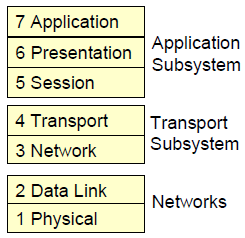 7 Application
6 Presentation
5 Session
Application
Subsystem
4 Transport
3 Network
Transport
Subsystem
2 Data Link
1 Physical
Networks